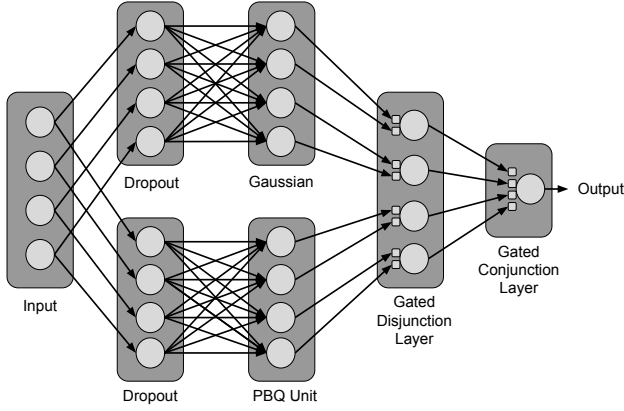 Dropout
Gaussian
Input
Output
Gated
Conjunction
Layer
Gated
Disjunction
Layer
Dropout
PBQ Unit